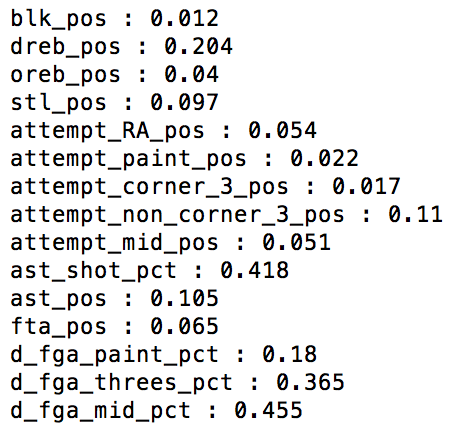 blk_pos : 0.012
dreb_pos : 0.204
oreb_pos : 0.04
stl_pos : 0.097
attempt_RA_pos : 0.054
attempt_paint_pos : 0.022
attempt_corner_3_pos : 0.017
attempt_non_corner_3_pos : 0.11
attempt_mid_pos : 0.051
ast_shot_pct : 0.418
ast_pos : 0.105
fta_pos : 0.065
d_fga_paint_pct : 0.18
d_fga_threes_pct : 0.365
d_fga_mid_pct : 0.455